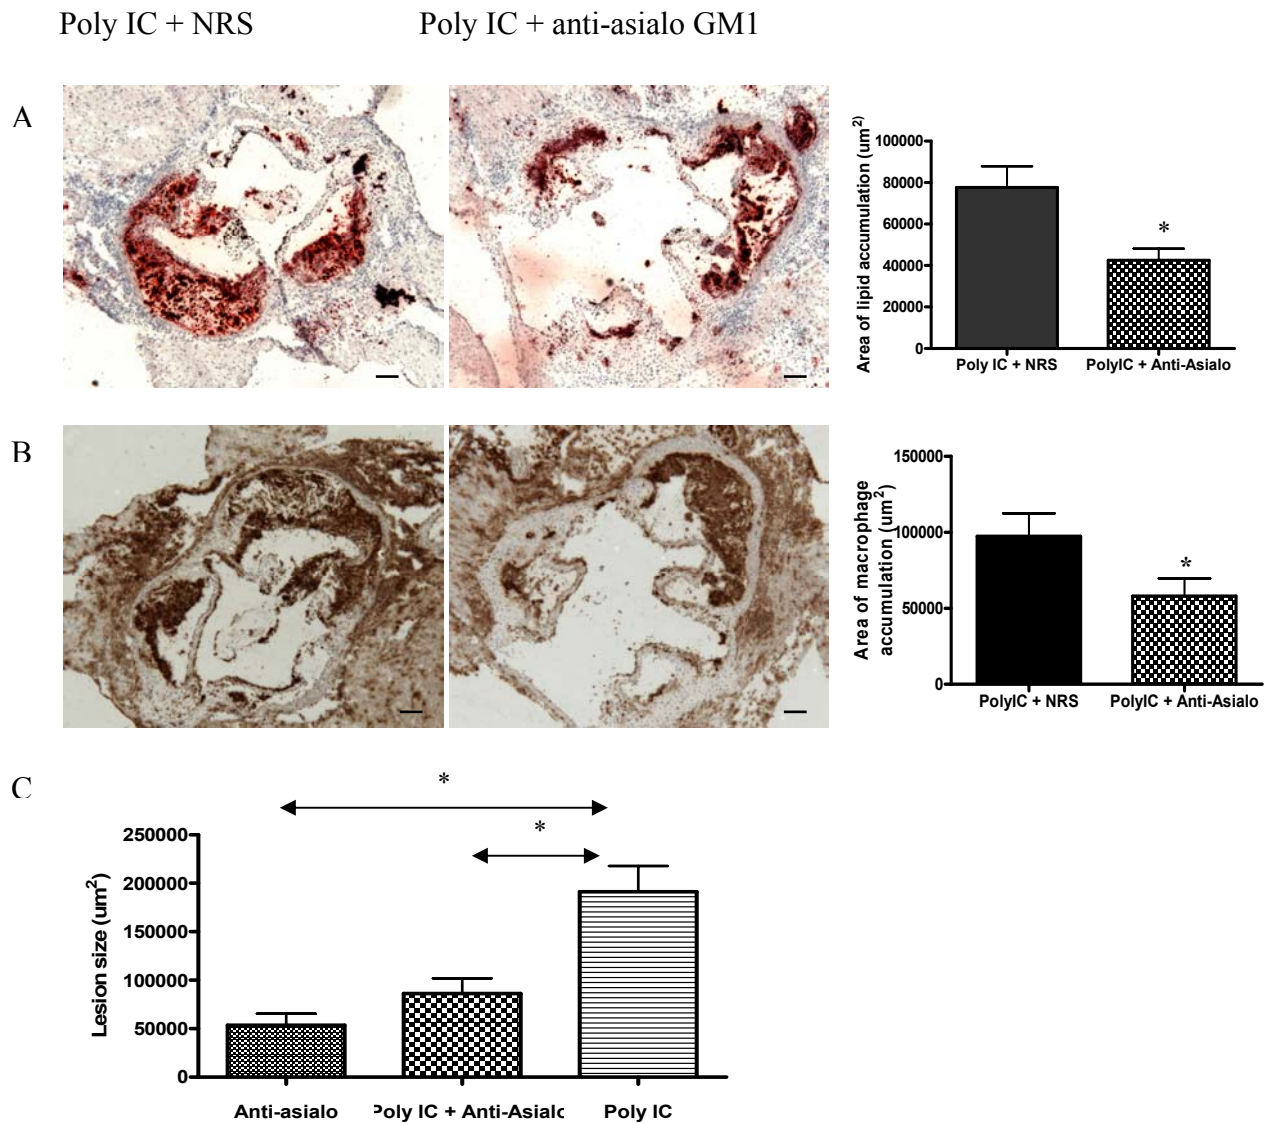 Poly IC + NRS Poly IC + anti-asialo GM1
A
Area of lipid accumulation (um²)
100000
80000
60000
40000
20000
0
*
Poly IC + NRS PolyIC + Anti-Asialo
B
Area of macrophage
accumulation (um²)
150000
100000
50000
0
*
PolyIC + NRS PolyIC + Anti-Asialo
C
*
*
Lesion size (um²)
250000
200000
150000
100000
50000
0
Anti-asialo Poly IC + Anti-Asialo Poly IC